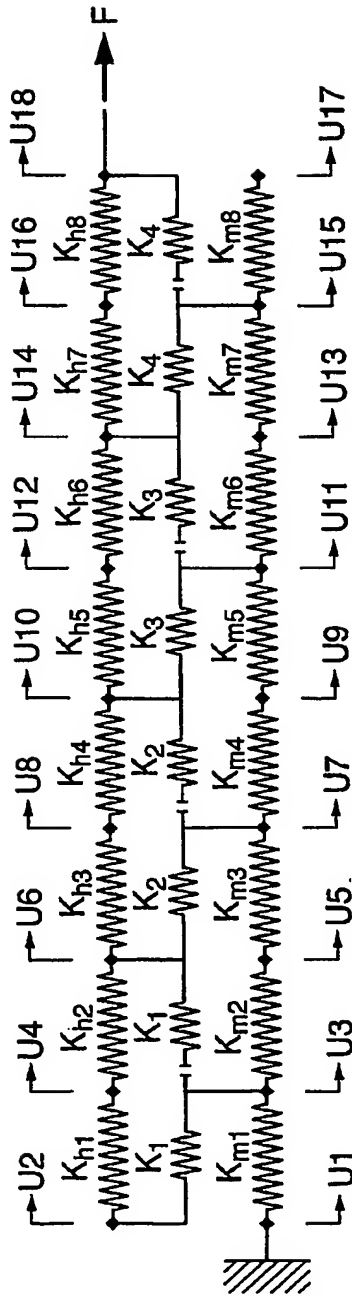 U2 U4 U6 U8 U10 U12 U14 U16 U18
Kh1 Kh2 Kh3 Kh4 Kh5 Kh6 Kh7 Kh8 F
K1 K1 K2 K2 K3 K3 K4 K4
Km1 Km2 Km3 Km4 Km5 Km6 Km7 Km8
U1 U3 U5 U7 U9 U11 U13 U15 U17